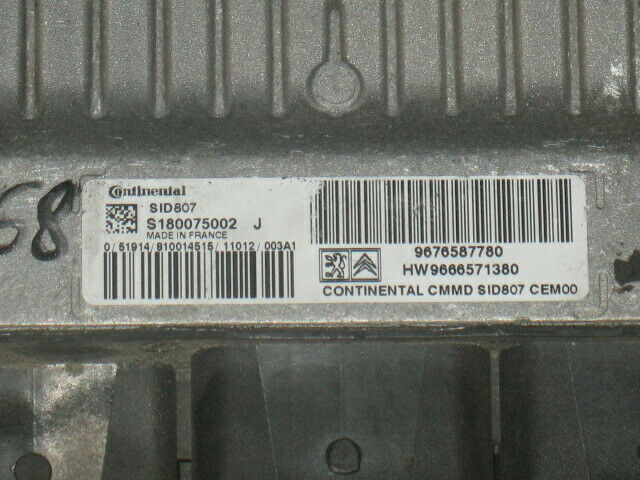 Continental
SID807
S180075002 J
MADE IN FRANCE
0/51914/810014515/11012/003A1
9676587780
HW9666571380
CONTINENTAL CMMD SID807 CEM00
68